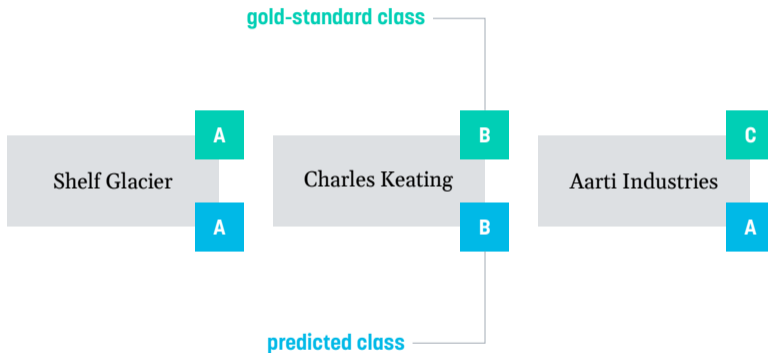 gold-standard class
A
B
C
Shelf Glacier
Charles Keating
Aarti Industries
A
B
A
predicted class